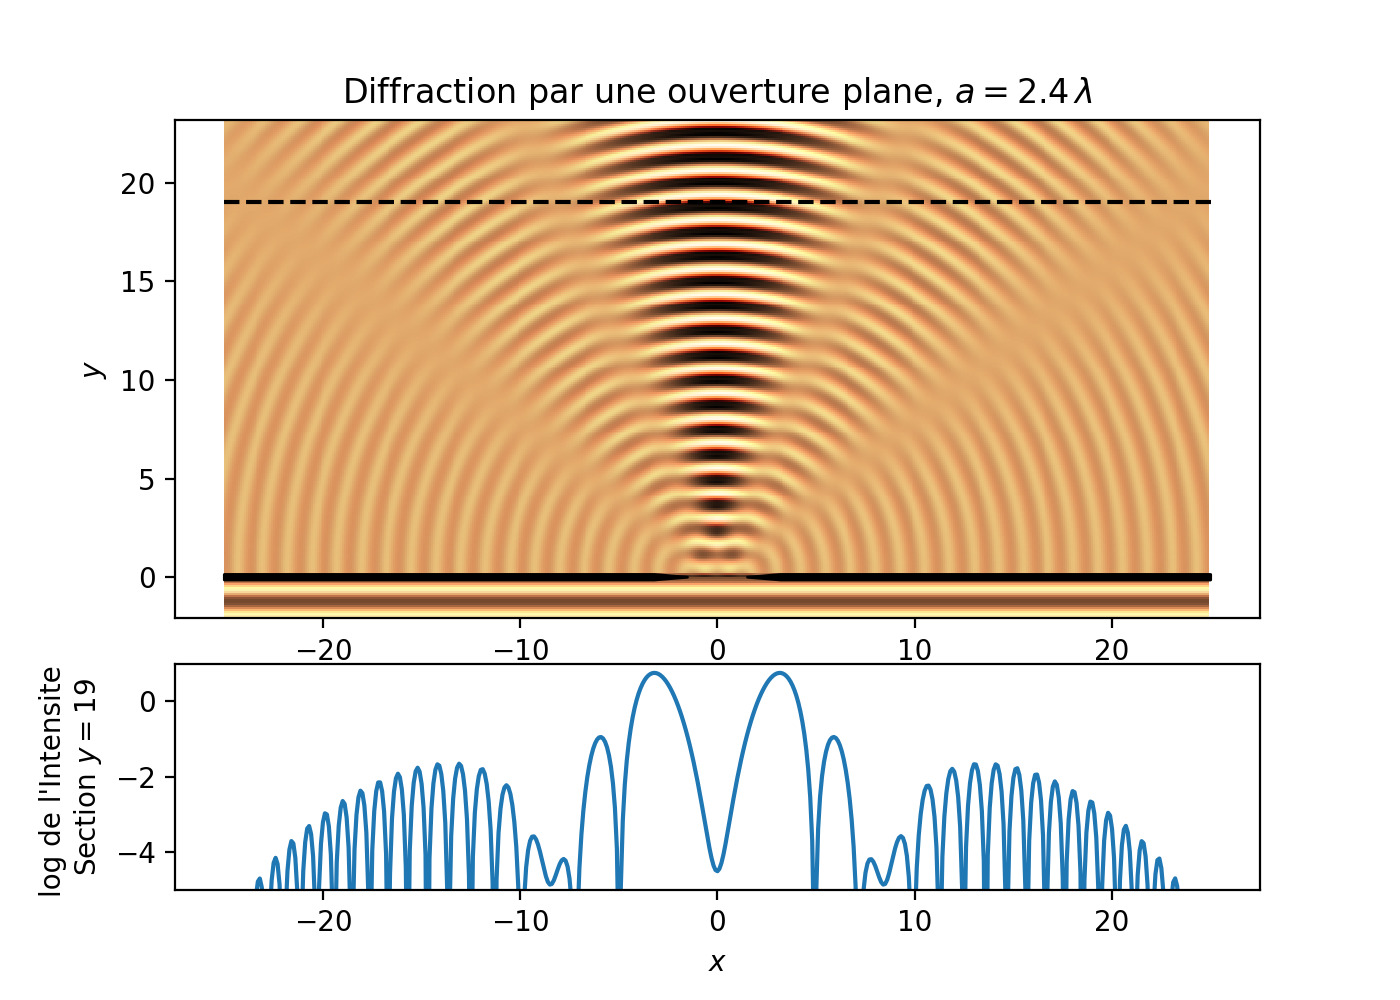 Diffraction par une ouverture plane, a = 2.4 λ
20
15
10
5
0
y
−20 −10 0 10 20
log de l'Intensite
Section y = 19
0
−2
−4
−20 −10 0 10 20
x